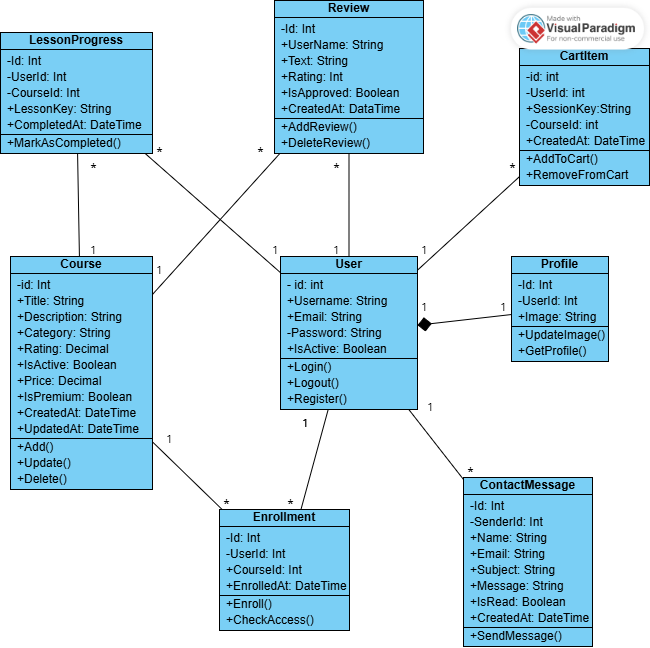 Made with
VisualParadigm
For non-commercial use
LessonProgress
-Id: Int
-UserId: Int
-CourseId: Int
+LessonKey: String
+CompletedAt: DateTime
+MarkAsCompleted()
Review
-Id: Int
+UserName: String
+Text: String
+Rating: Int
+IsApproved: Boolean
+CreatedAt: DataTime
+AddReview()
+DeleteReview()
CartItem
-id: int
-UserId: int
+SessionKey:String
-CourseId: int
+CreatedAt: DateTime
+AddToCart()
+RemoveFromCart
*
*
*
*
*
1
1
1
1
1
Course
-id: Int
+Title: String
+Description: String
+Category: String
+Rating: Decimal
+IsActive: Boolean
+Price: Decimal
+IsPremium: Boolean
+CreatedAt: DateTime
+UpdatedAt: DateTime
+Add()
+Update()
+Delete()
User
- id: int
+Username: String
+Email: String
-Password: String
+IsActive: Boolean
+Login()
+Logout()
+Register()
1
1
Profile
-Id: Int
-UserId: Int
+Image: String
+UpdateImage()
+GetProfile()
1
1
1
*
*
*
Enrollment
-Id: Int
-UserId: Int
+CourseId: Int
+EnrolledAt: DateTime
+Enroll()
+CheckAccess()
ContactMessage
-Id: Int
-SenderId: Int
+Name: String
+Email: String
+Subject: String
+Message: String
+IsRead: Boolean
+CreatedAt: DateTime
+SendMessage()